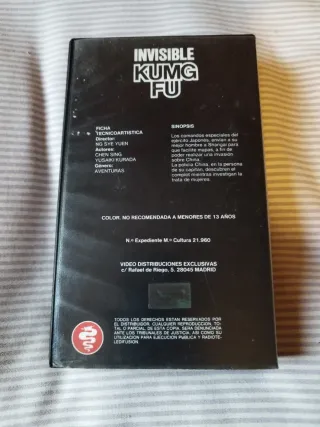 INVISIBLE
KUMG
FU
FICHA
TECNICOARTISTICA
Director:
NG SYE YUEN
Actores:
CHEN SING
YUSAIKI KURADA
Género:
AVENTURAS
SINOPSIS
Los comandos especiales del
ejército Japonés, envían a su
mejor hombre a Shangai para
que facilite mapas, a fin de
poder realizar una invasión
sobre China.
La policía China, en la persona
de su capitán, descubren el
complot mientras investigan la
trata de mujeres.
COLOR. NO RECOMENDADA A MENORES DE 13 AÑOS
N.º Expediente M.º Cultura 21.960
VIDEO DISTRIBUCIONES EXCLUSIVAS
c/ Rafael de Riego, 5. 28045 MADRID
TODOS LOS DERECHOS ESTAN RESERVADOS POR
EL DISTRIBUIDOR. CUALQUIER REPRODUCCION, TO-
TAL O PARCIAL, DE ESTA COPIA, SERA DENUNCIADA
ANTE LOS TRIBUNALES DE JUSTICIA, ASI COMO SU
UTILIZACION PARA EJECUCION PUBLICA Y RADIOTE-
LEDIFUSION